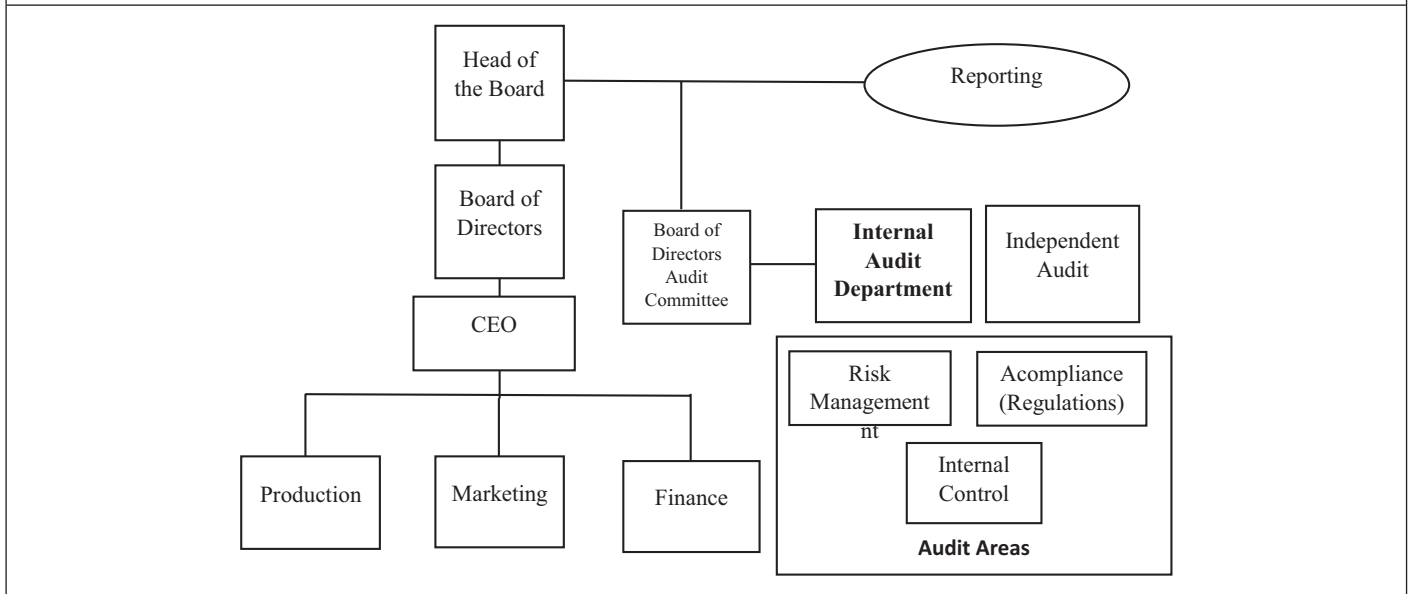 Head of
the Board
Reporting
Board of
Directors
Board of
Directors
Audit
Committee
Internal
Audit
Department
Independent
Audit
CEO
Risk
Management
nt
Acompliance
(Regulations)
Internal
Control
Audit Areas
Production
Marketing
Finance